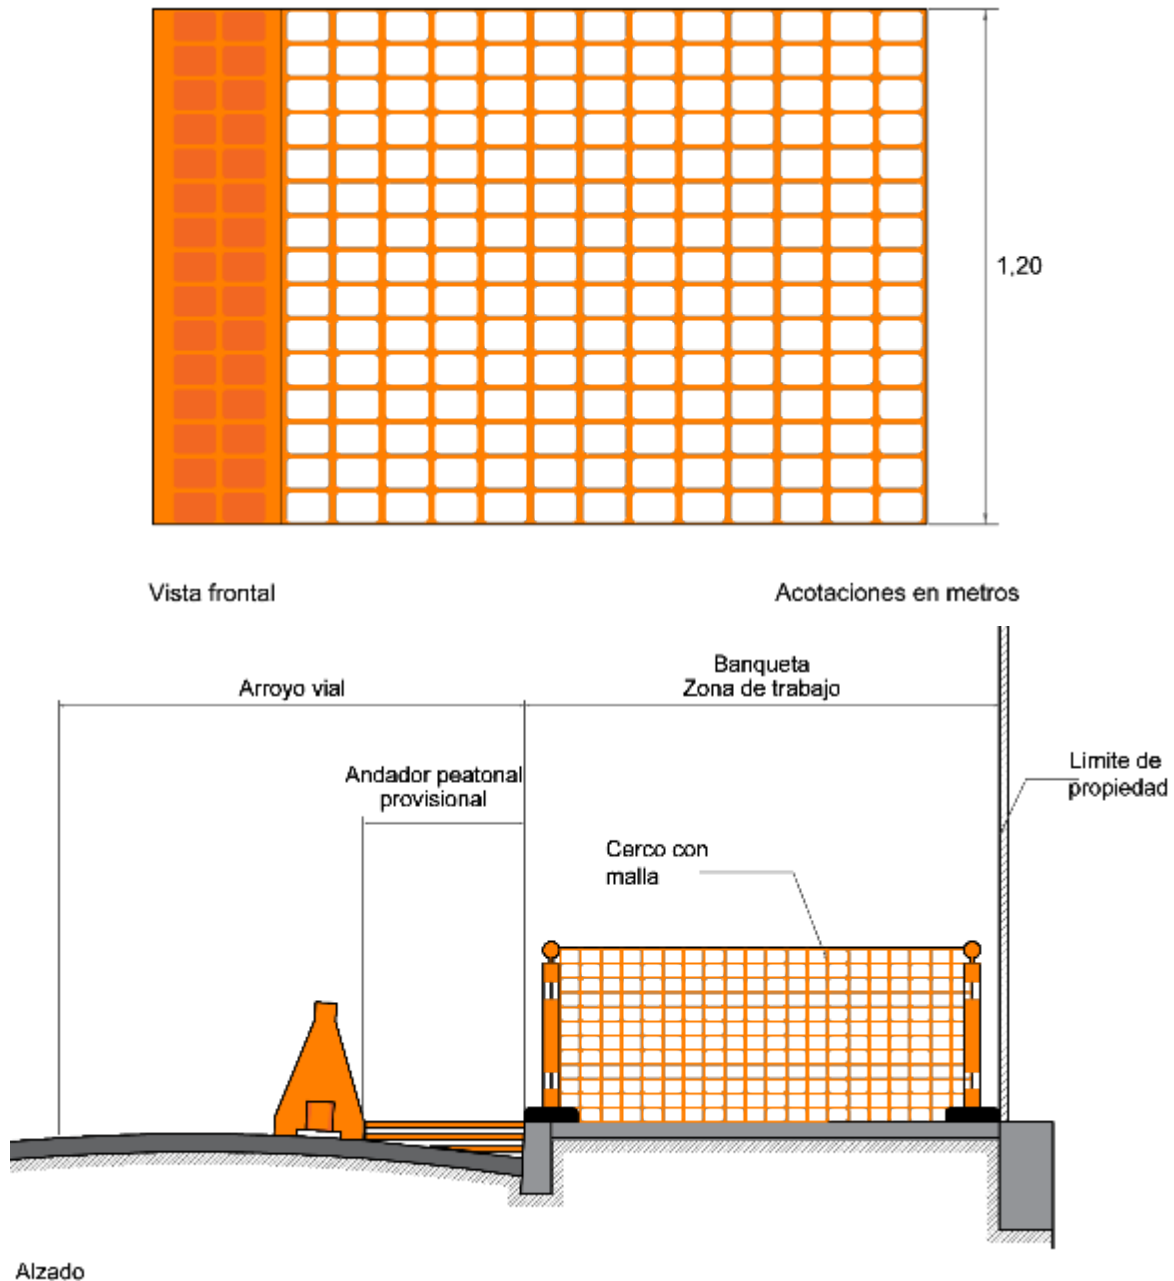 1,20
Vista frontal
Acotaciones en metros
Banqueta
Arroyo vial
Zona de trabajo
Andador peatonal
provisional
Limite de
propiedad
Cerco con
malla
Alzado